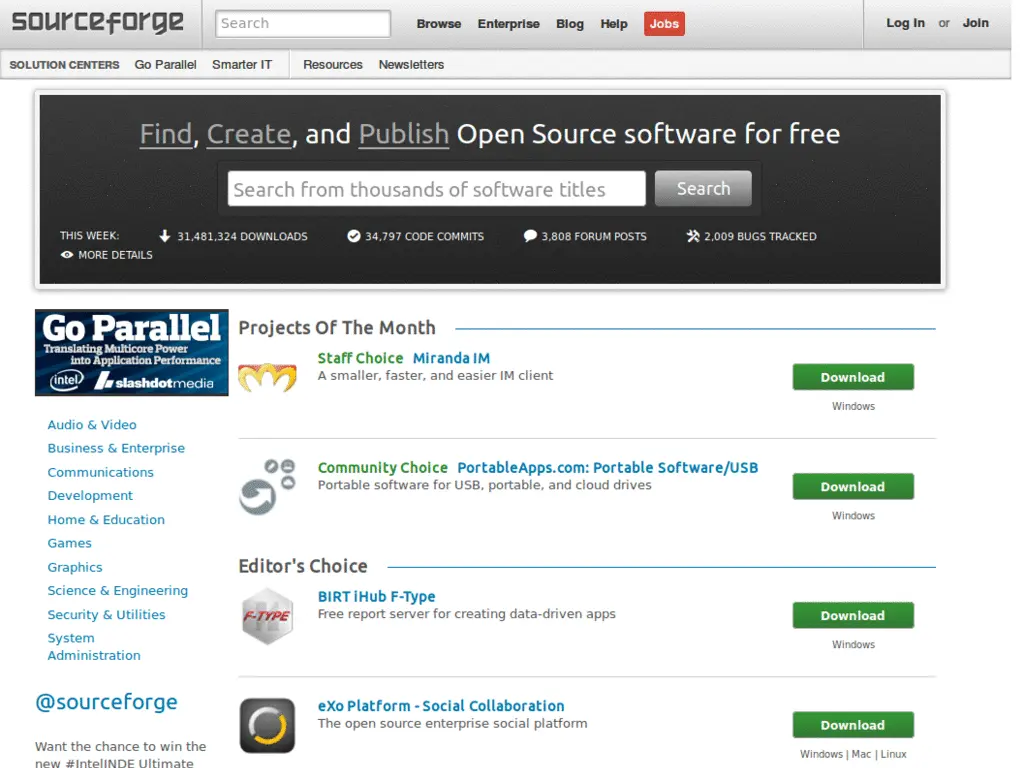 sourceforge
Search
Browse Enterprise Blog Help Jobs
Log In or Join
SOLUTION CENTERS Go Parallel Smarter IT Resources Newsletters
Find, Create, and Publish Open Source software for free
Search from thousands of software titles Search
THIS WEEK: 31,481,324 DOWNLOADS 34,797 CODE COMMITS 3,808 FORUM POSTS 2,009 BUGS TRACKED
MORE DETAILS
Go Parallel
Translating Multicore Power
into Application Performance
intel slashdotmedia
Audio & Video
Business & Enterprise
Communications
Development
Home & Education
Games
Graphics
Science & Engineering
Security & Utilities
System
Administration
@sourceforge
Want the chance to win the
new #IntelINDE Ultimate
Projects Of The Month
Staff Choice Miranda IM
A smaller, faster, and easier IM client
Download
Windows
Community Choice PortableApps.com: Portable Software/USB
Portable software for USB, portable, and cloud drives
Download
Windows
Editor's Choice
F-TYPE
BIRT iHub F-Type
Free report server for creating data-driven apps
Download
Windows
eXo Platform - Social Collaboration
The open source enterprise social platform
Download
Windows | Mac | Linux